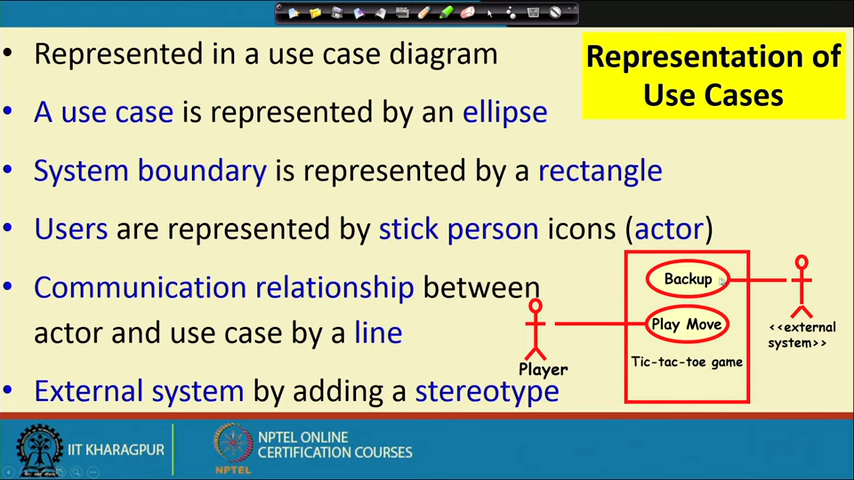 Representation of
Use Cases
• Represented in a use case diagram
• A use case is represented by an ellipse
• System boundary is represented by a rectangle
• Users are represented by stick person icons (actor)
• Communication relationship between
actor and use case by a line
• External system by adding a stereotype
Backup
Play Move
Tic-tac-toe game
Player
<<external
system>>
IIT KHARAGPUR
NPTEL
NPTEL ONLINE
CERTIFICATION COURSES